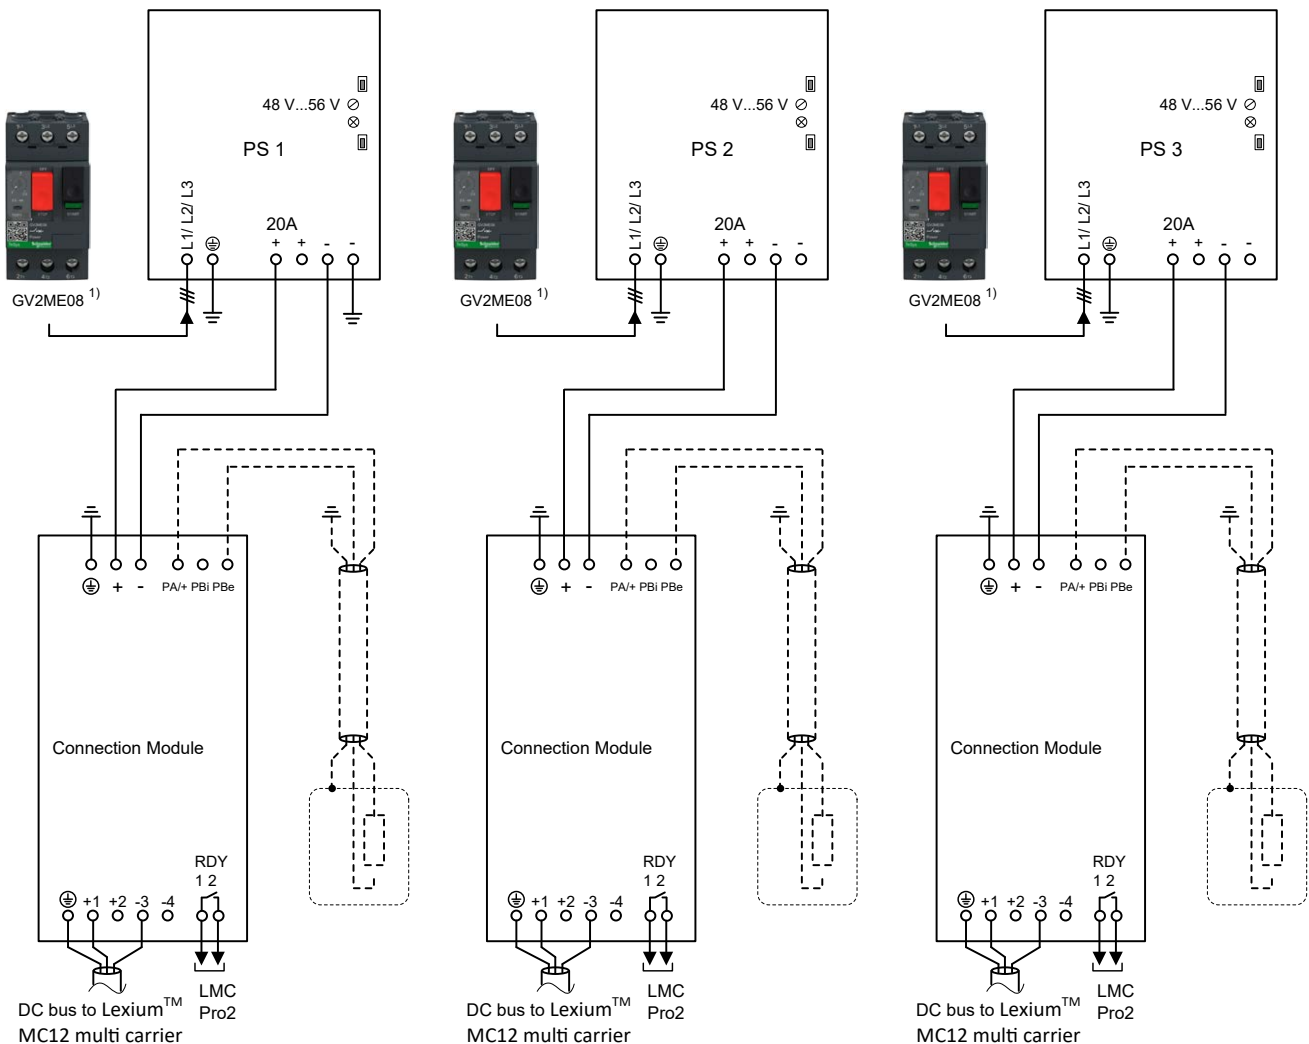 48 V...56 V
PS 1
L1/ L2/ L3
20A
+ + - -
GV2ME08 1)
+ - PA/+ PBi PBe
Connection Module
RDY
1 2
+1 +2 -3 -4
DC bus to Lexium™
MC12 multi carrier
LMC
Pro2
48 V...56 V
PS 2
L1/ L2/ L3
20A
+ + - -
GV2ME08 1)
+ - PA/+ PBi PBe
Connection Module
RDY
1 2
+1 +2 -3 -4
DC bus to Lexium™
MC12 multi carrier
LMC
Pro2
48 V...56 V
PS 3
L1/ L2/ L3
20A
+ + - -
GV2ME08 1)
+ - PA/+ PBi PBe
Connection Module
RDY
1 2
+1 +2 -3 -4
DC bus to Lexium™
MC12 multi carrier
LMC
Pro2